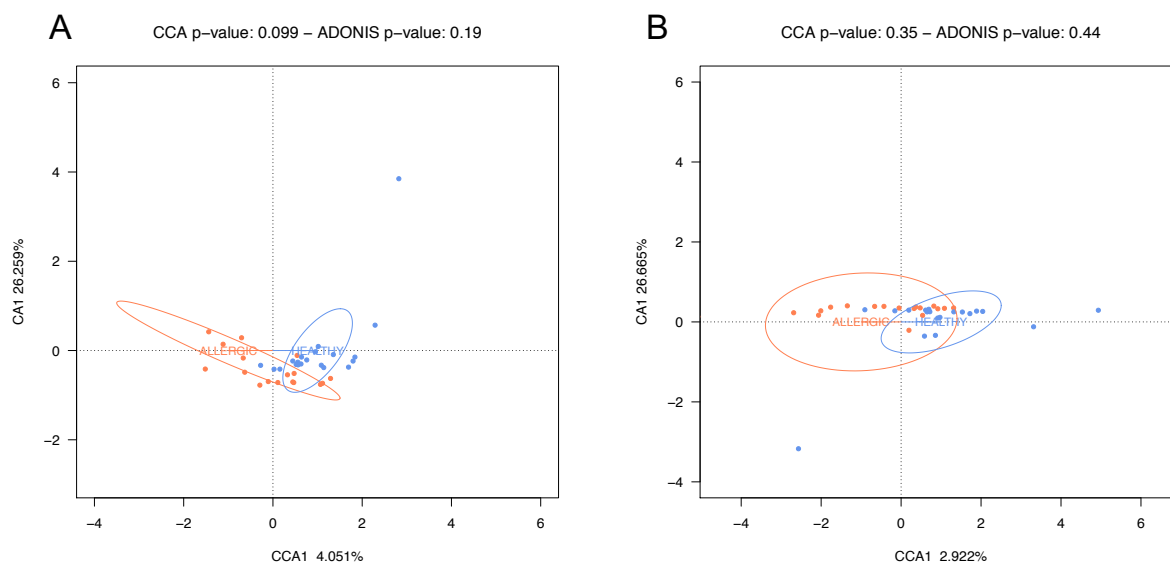 A
CCA p-value: 0.099 – ADONIS p-value: 0.19
6
4
2
0
−2
CA1 26.259%
ALLERGIC
HEALTHY
−4 −2 0 2 4 6
CCA1 4.051%
B
CCA p-value: 0.35 – ADONIS p-value: 0.44
6
4
2
0
−2
−4
CA1 26.665%
ALLERGIC
HEALTHY
−4 −2 0 2 4 6
CCA1 2.922%